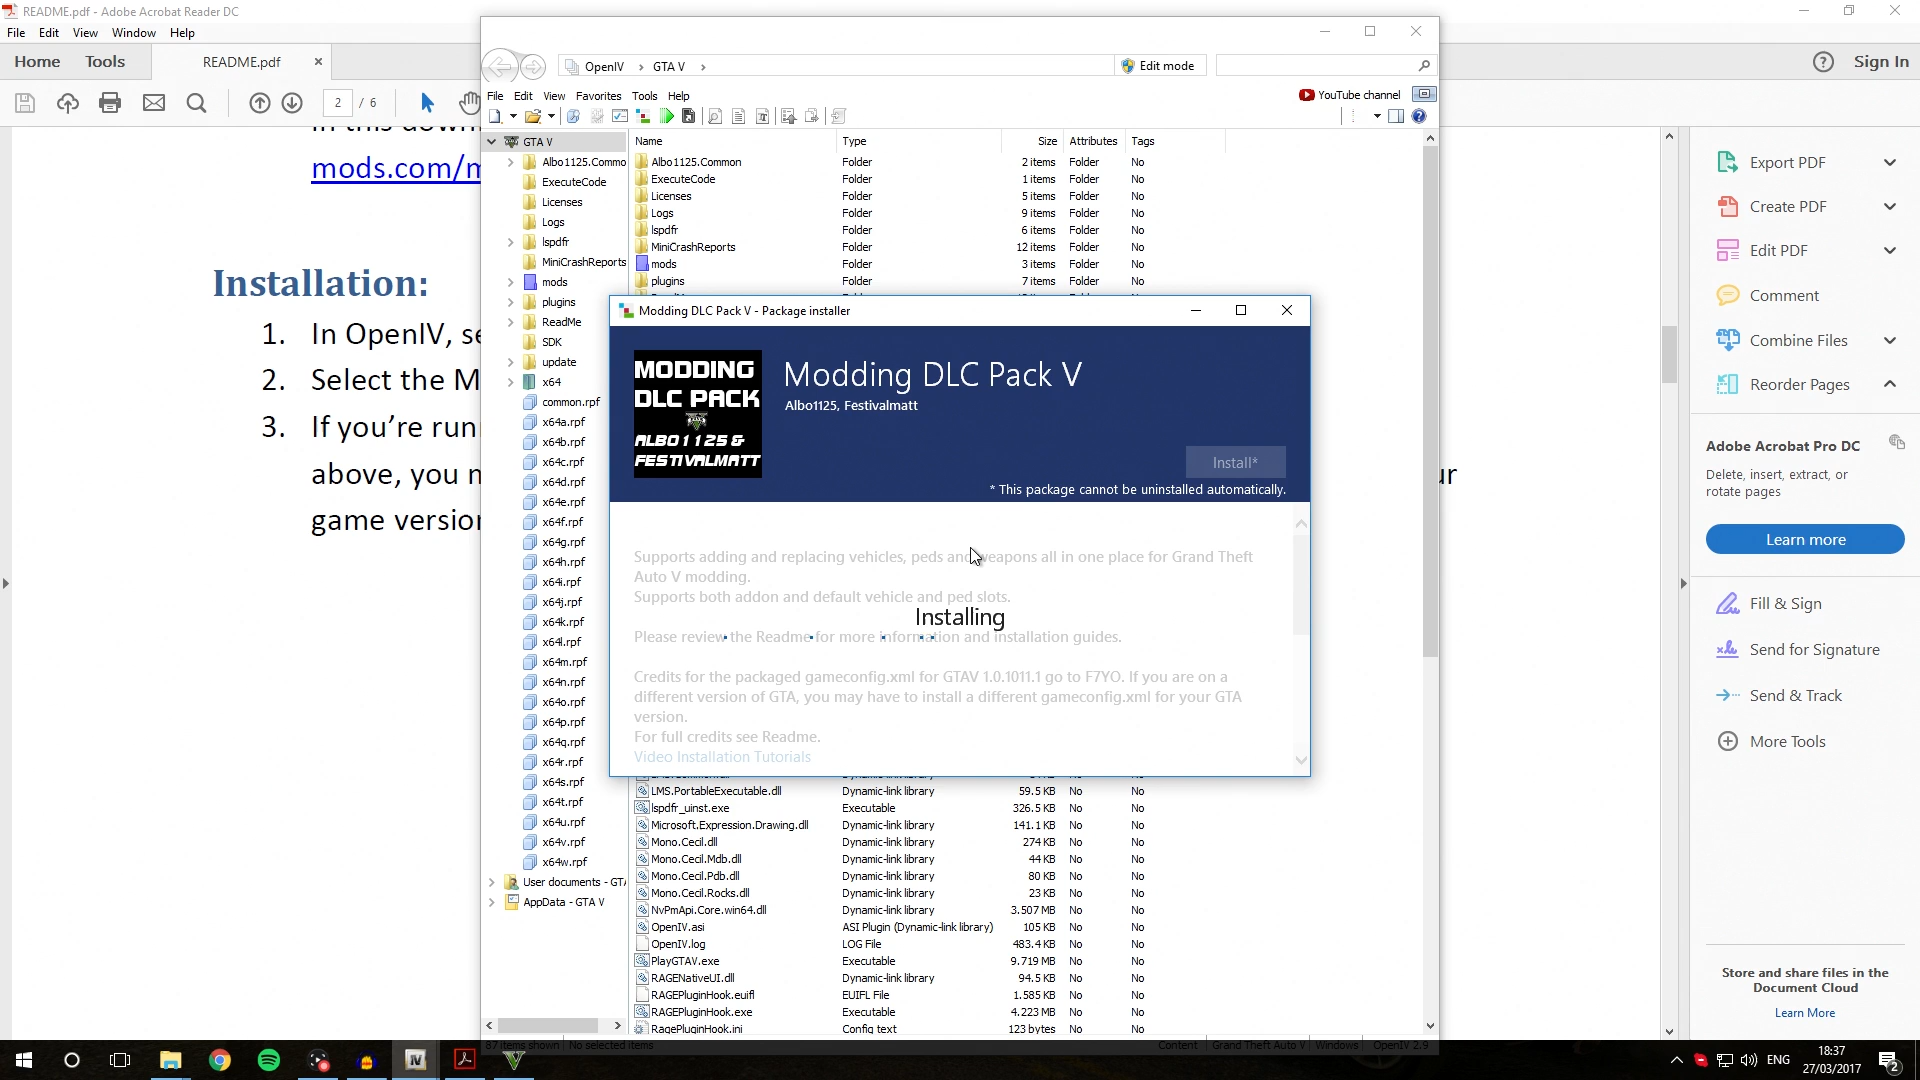 README.pdf - Adobe Acrobat Reader DC
File Edit View Window Help
Home Tools README.pdf × Sign In
2 / 6
mods.com/m
Installation:
1. In OpenIV, se
2. Select the M
3. If you're run
above, you n
game version
ur
OpenIV › GTA V › Edit mode
File Edit View Favorites Tools Help YouTube channel
GTA V
Albo1125.Commo
ExecuteCode
Licenses
Logs
lspdfr
MiniCrashReports
mods
plugins
ReadMe
SDK
update
x64
common.rpf
x64a.rpf
x64b.rpf
x64c.rpf
x64d.rpf
x64e.rpf
x64f.rpf
x64g.rpf
x64h.rpf
x64i.rpf
x64j.rpf
x64k.rpf
x64l.rpf
x64m.rpf
x64n.rpf
x64o.rpf
x64p.rpf
x64q.rpf
x64r.rpf
x64s.rpf
x64t.rpf
x64u.rpf
x64v.rpf
x64w.rpf
User documents - GTA
AppData - GTA V
Name Type Size Attributes Tags
Albo1125.Common Folder 2 items Folder No
ExecuteCode Folder 1 items Folder No
Licenses Folder 5 items Folder No
Logs Folder 9 items Folder No
lspdfr Folder 6 items Folder No
MiniCrashReports Folder 12 items Folder No
mods Folder 3 items Folder No
plugins Folder 7 items Folder No
Modding DLC Pack V - Package installer
MODDING
DLC PACK
ALBO1125 &
FESTIVALMATT
Modding DLC Pack V
Albo1125, Festivalmatt
Install*
* This package cannot be uninstalled automatically.
Supports adding and replacing vehicles, peds and weapons all in one place for Grand Theft
Auto V modding.
Supports both addon and default vehicle and ped slots.
Installing
Please review the Readme for more information and installation guides.
Credits for the packaged gameconfig.xml for GTAV 1.0.1011.1 go to F7YO. If you are on a
different version of GTA, you may have to install a different gameconfig.xml for your GTA
version.
For full credits see Readme.
Video Installation Tutorials
LMS.PortableExecutable.dll Dynamic-link library 59.5 KB No No
lspdfr_uinst.exe Executable 326.5 KB No No
Microsoft.Expression.Drawing.dll Dynamic-link library 141.1 KB No No
Mono.Cecil.dll Dynamic-link library 274 KB No No
Mono.Cecil.Mdb.dll Dynamic-link library 44 KB No No
Mono.Cecil.Pdb.dll Dynamic-link library 80 KB No No
Mono.Cecil.Rocks.dll Dynamic-link library 23 KB No No
NvPmApi.Core.win64.dll Dynamic-link library 3.507 MB No No
OpenIV.asi ASI Plugin (Dynamic-link library) 105 KB No No
OpenIV.log LOG File 483.4 KB No No
PlayGTAV.exe Executable 9.719 MB No No
RAGENativeUI.dll Dynamic-link library 94.5 KB No No
RAGEPluginHook.euifl EUIFL File 1.585 KB No No
RAGEPluginHook.exe Executable 4.223 MB No No
RagePluginHook.ini Config text 123 bytes No No
87 items shown No selected items Content Grand Theft Auto V Windows OpenIV 2.9
Export PDF
Create PDF
Edit PDF
Comment
Combine Files
Reorder Pages
Adobe Acrobat Pro DC
Delete, insert, extract, or
rotate pages
Learn more
Fill & Sign
Send for Signature
Send & Track
More Tools
Store and share files in the
Document Cloud
Learn More
ENG
18:37
27/03/2017
2